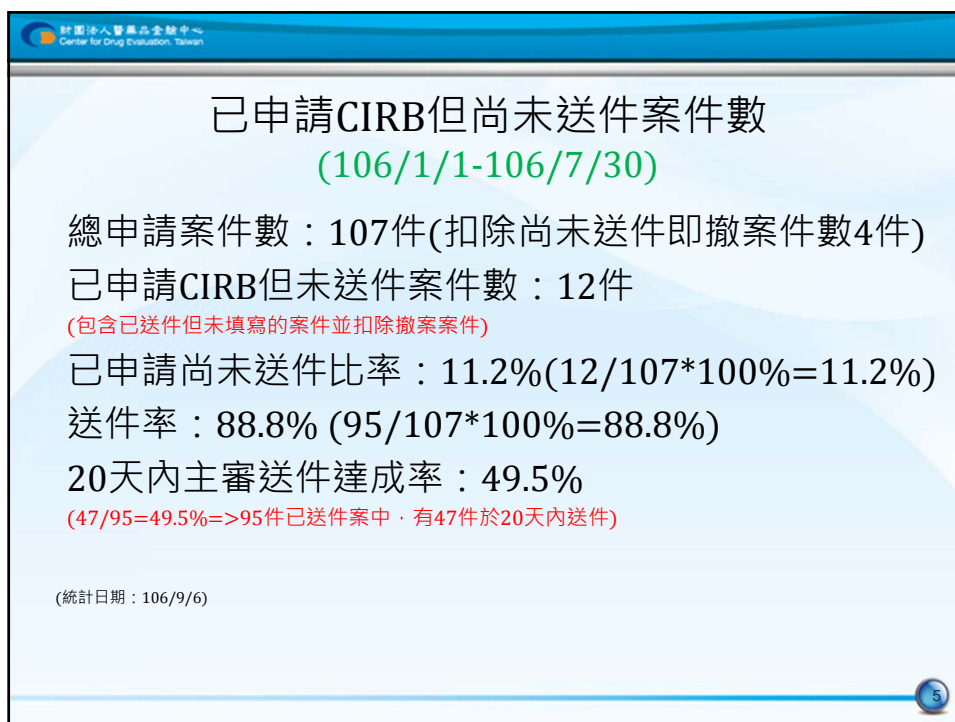 財團法人醫藥品查驗中心
Center for Drug Evaluation, Taiwan
已申請CIRB但尚未送件案件數
(106/1/1-106/7/30)
總申請案件數：107件(扣除尚未送件即撤案件數4件)
已申請CIRB但未送件案件數：12件
(包含已送件但未填寫的案件並扣除撤案案件)
已申請尚未送件比率：11.2%(12/107*100%=11.2%)
送件率：88.8% (95/107*100%=88.8%)
20天內主審送件達成率：49.5%
(47/95=49.5%=>95件已送件案中，有47件於20天內送件)
(統計日期：106/9/6)
5